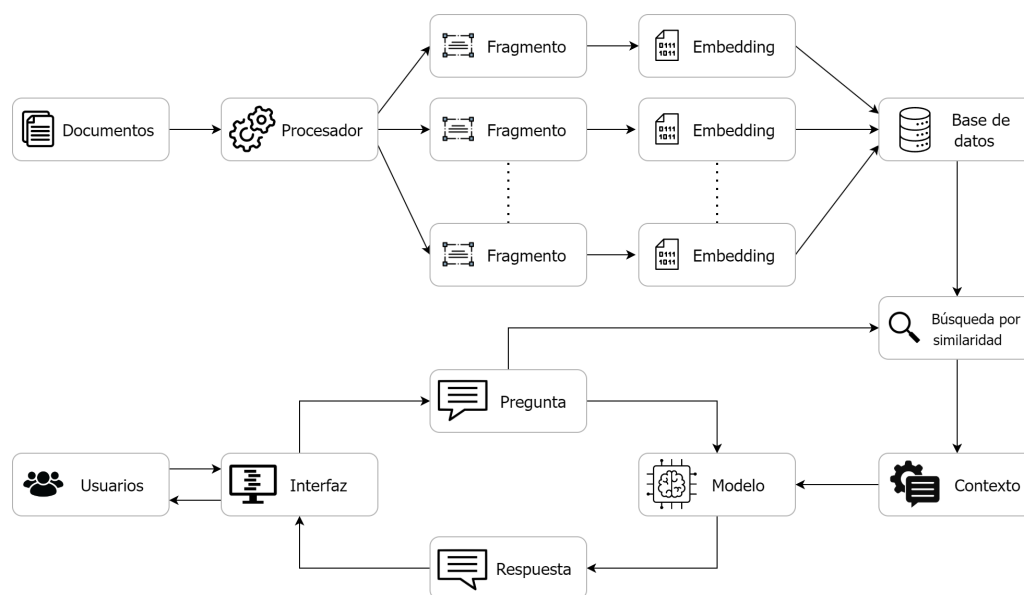 Fragmento
Embedding
Documentos
Procesador
Fragmento
Embedding
Base de
datos
Fragmento
Embedding
Búsqueda por
similaridad
Pregunta
Usuarios
Interfaz
Modelo
Contexto
Respuesta
0111
1011
0111
1011
0111
1011